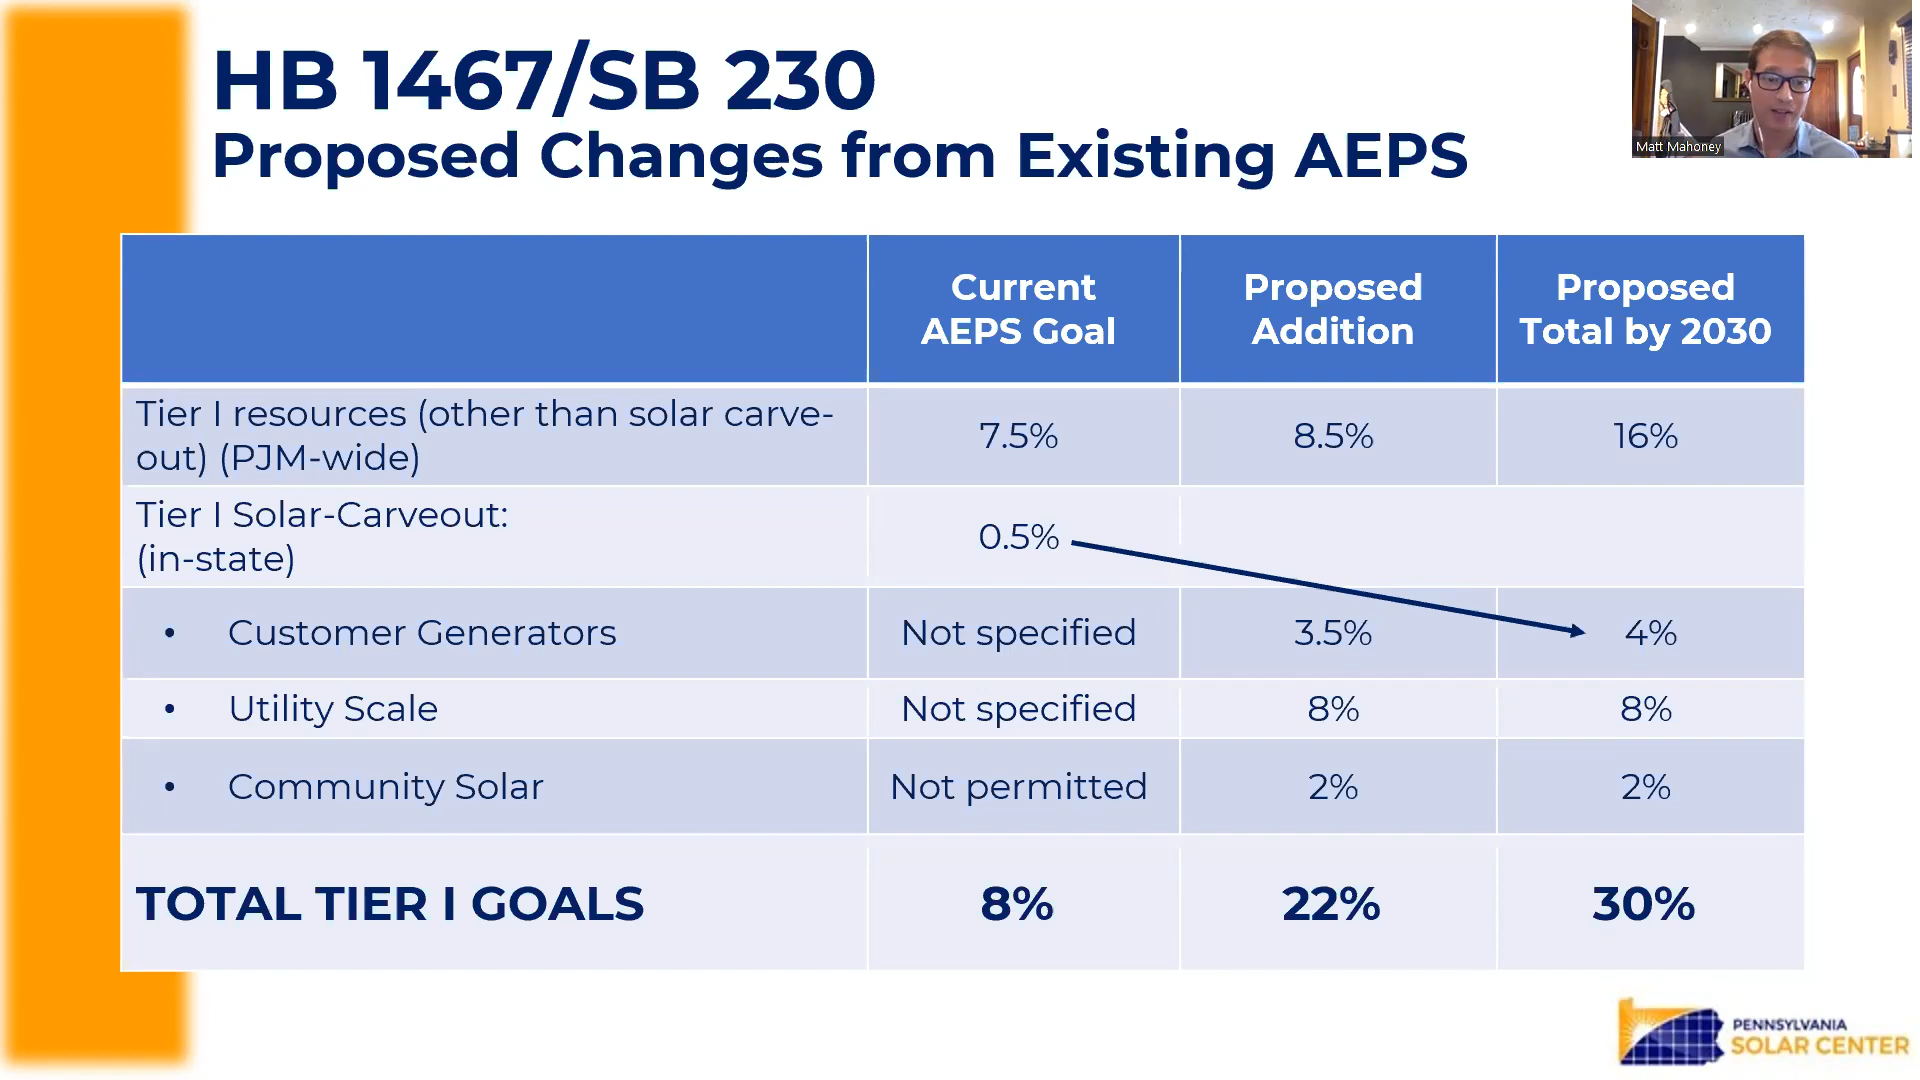 HB 1467/SB 230
Proposed Changes from Existing AEPS
Matt Mahoney
Current
AEPS Goal
Proposed
Addition
Proposed
Total by 2030
Tier I resources (other than solar carve-
out) (PJM-wide)
7.5%
8.5%
16%
Tier I Solar-Carveout:
(in-state)
0.5%
• Customer Generators
Not specified
3.5%
4%
• Utility Scale
Not specified
8%
8%
• Community Solar
Not permitted
2%
2%
TOTAL TIER I GOALS
8%
22%
30%
PENNSYLVANIA
SOLAR CENTER